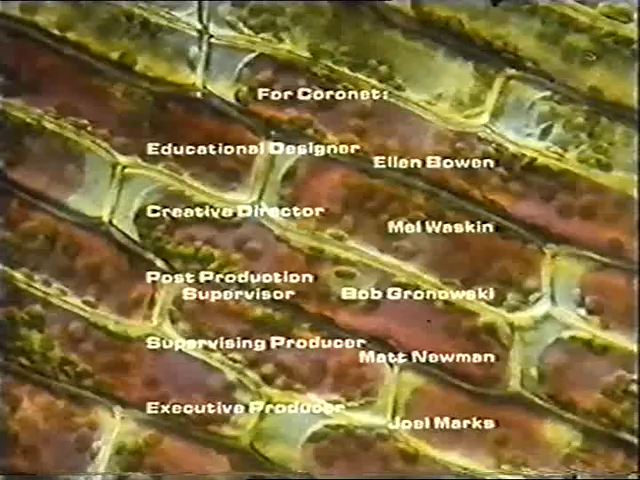 For Coronet:
Educational Designer
Ellen Bowen
Creative Director
Mel Waskin
Post Production
Supervisor
Bob Gronowski
Supervising Producer
Matt Newman
Executive Producer
Joel Marks